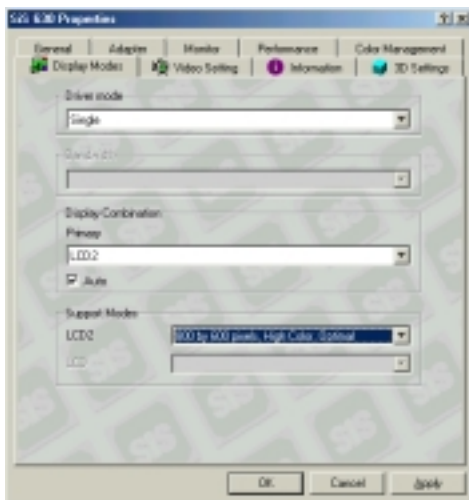 SiS 630 Properties
General Adapter Monitor Performance Color Management
Display Modes Video Setting Information 3D Settings
Driver mode
Single
Display Combination
Primary
LCD2
Auto
Support Modes
LCD2 800 by 600 pixels, High Color, Optimal
LCD
OK Cancel Apply